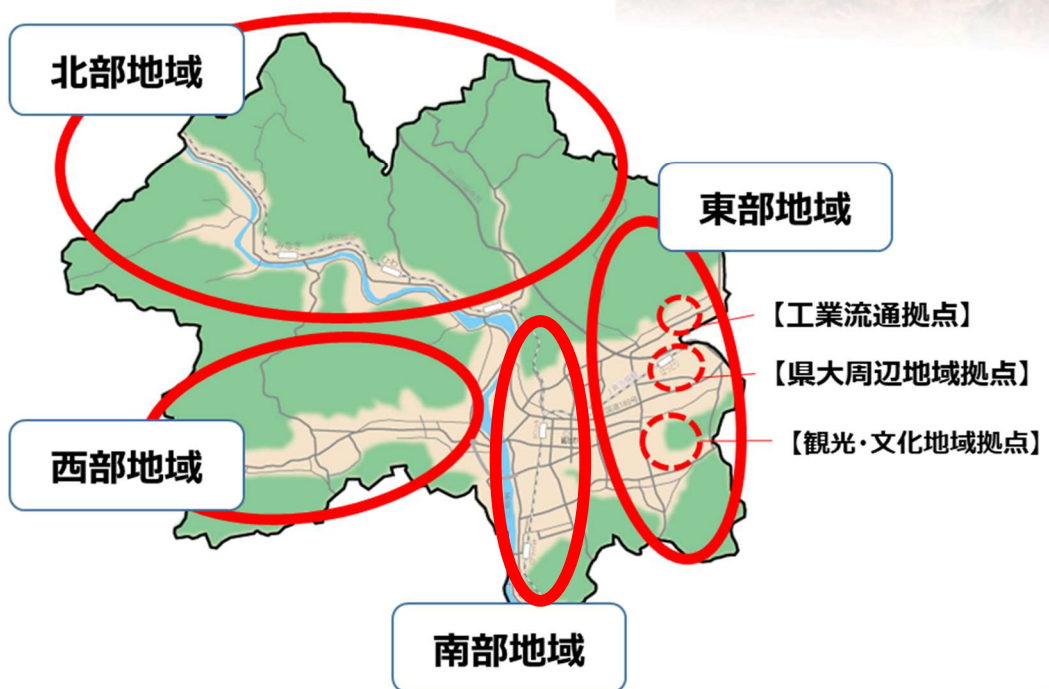 北部地域
東部地域
【工業流通拠点】
【県大周辺地域拠点】
【観光・文化地域拠点】
西部地域
南部地域